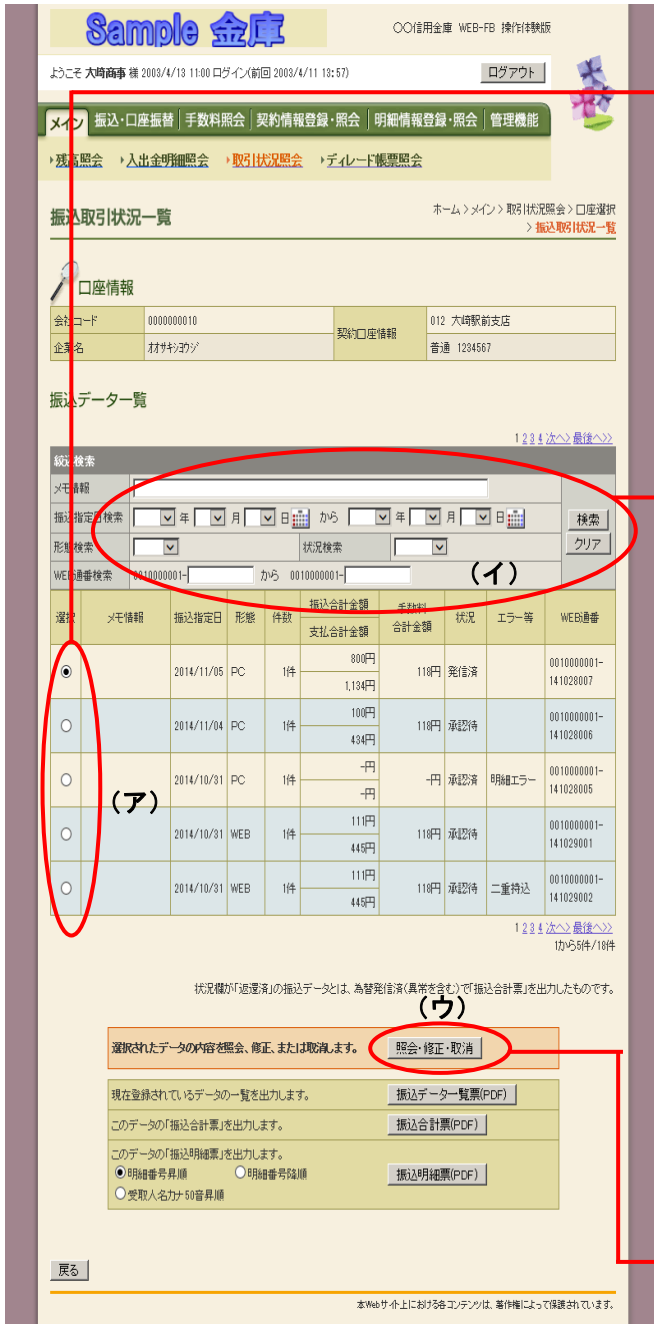 Sample 金庫
○○信用金庫 WEB-FB 操作体験版
ようこそ 大崎商事 様 2003/4/13 11:00 ログイン(前回 2003/4/11 18:57)
ログアウト
メイン 振込・口座振替 手数料照会 契約情報登録・照会 明細情報登録・照会 管理機能
残高照会 入出金明細照会 取引状況照会 ディレード帳票照会
振込取引状況一覧
ホーム > メイン > 取引状況照会 > 口座選択
> 振込取引状況一覧
口座情報
会社コード 0000000010 契約口座情報 012 大崎駅前支店
企業名 オオサキシヨウジ 普通 1234567
振込データ一覧
1 2 3 4 次へ> 最後へ>>
絞込検索
メモ情報
振込指定日検索 年 月 日 から 年 月 日 検索
形態検索 状況検索 クリア
WEB通番検索 0010000001- から 0010000001- (イ)
選択 メモ情報 振込指定日 形態 件数 振込合計金額 支払合計金額 手数料合計金額 状況 エラー等 WEB通番
2014/11/05 PC 1件 800円 1,134円 118円 発信済 0010000001-141028007
2014/11/04 PC 1件 100円 434円 118円 承認待 0010000001-141028006
2014/10/31 PC 1件 -円 -円 -円 承認済 明細エラー 0010000001-141028005
(ア)
2014/10/31 WEB 1件 111円 445円 118円 承認待 0010000001-141029001
2014/10/31 WEB 1件 111円 445円 118円 承認待 二重持込 0010000001-141029002
1 2 3 4 次へ> 最後へ>>
1から5件/18件
状況欄が「返還済」の振込データとは、為替発信済(異常を含む)で「振込合計票」を出力したものです。
(ウ)
選択されたデータの内容を照会、修正、または取消します。 照会・修正・取消
現在登録されているデータの一覧を出力します。 振込データ一覧票(PDF)
このデータの「振込合計票」を出力します。 振込合計票(PDF)
このデータの「振込明細票」を出力します。
明細番号昇順 明細番号降順 振込明細票(PDF)
受取人名カナ50音昇順
戻る
本Webサイト上における各コンテンツは、著作権によって保護されています。